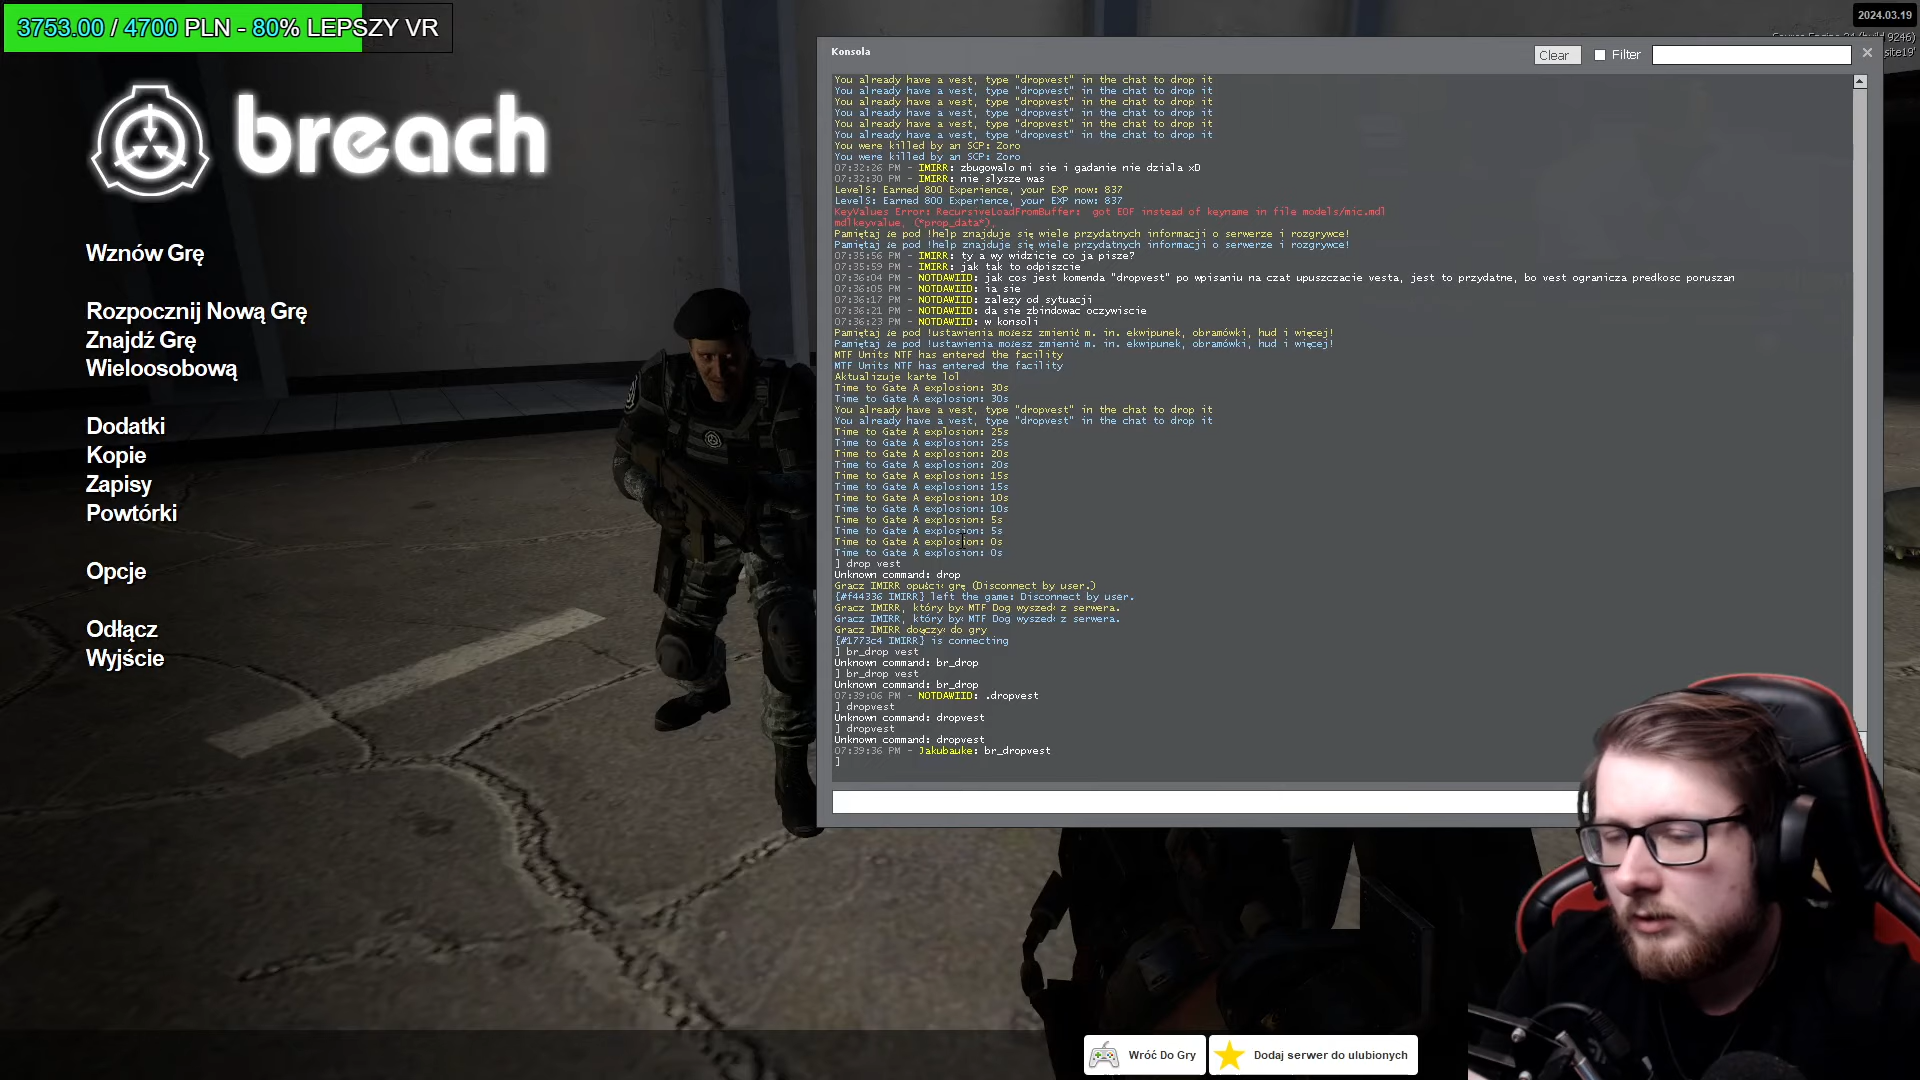 3753.00 / 4700 PLN - 80% LEPSZY VR
2024.03.19
site19'
breach
Wznów Grę
Rozpocznij Nową Grę
Znajdź Grę
Wieloosobową
Dodatki
Kopie
Zapisy
Powtórki
Opcje
Odłącz
Wyjście
Konsola
Clear
Filter
You already have a vest, type "dropvest" in the chat to drop it
You already have a vest, type "dropvest" in the chat to drop it
You already have a vest, type "dropvest" in the chat to drop it
You already have a vest, type "dropvest" in the chat to drop it
You already have a vest, type "dropvest" in the chat to drop it
You already have a vest, type "dropvest" in the chat to drop it
You were killed by an SCP: Zoro
You were killed by an SCP: Zoro
07:32:26 PM - IMIRR: zbugowalo mi sie i gadanie nie dziala xD
07:32:30 PM - IMIRR: nie slysze was
LevelS: Earned 800 Experience, your EXP now: 837
LevelS: Earned 800 Experience, your EXP now: 837
KeyValues Error: RecursiveLoadFromBuffer:  got EOF instead of keyname in file models/mic.mdl
mdlkeyvalue, (*prop_data*),
Pamiętaj że pod !help znajduje się wiele przydatnych informacji o serwerze i rozgrywce!
Pamiętaj że pod !help znajduje się wiele przydatnych informacji o serwerze i rozgrywce!
07:35:56 PM - IMIRR: ty a wy widzicie co ja pisze?
07:35:59 PM - IMIRR: jak tak to odpiszcie
07:36:04 PM - NOTDAWIID: jak cos jest komenda "dropvest" po wpisaniu na czat upuszczacie vesta, jest to przydatne, bo vest ogranicza predkosc poruszan
07:36:05 PM - NOTDAWIID: ia sie
07:36:17 PM - NOTDAWIID: zalezy od sytuacji
07:36:21 PM - NOTDAWIID: da sie zbindowac oczywiscie
07:36:23 PM - NOTDAWIID: w konsoli
Pamiętaj że pod !ustawienia możesz zmienić m. in. ekwipunek, obramówki, hud i więcej!
Pamiętaj że pod !ustawienia możesz zmienić m. in. ekwipunek, obramówki, hud i więcej!
MTF Units NTF has entered the facility
MTF Units NTF has entered the facility
Aktualizuje karte lol
Time to Gate A explosion: 30s
Time to Gate A explosion: 30s
You already have a vest, type "dropvest" in the chat to drop it
You already have a vest, type "dropvest" in the chat to drop it
Time to Gate A explosion: 25s
Time to Gate A explosion: 25s
Time to Gate A explosion: 20s
Time to Gate A explosion: 20s
Time to Gate A explosion: 15s
Time to Gate A explosion: 15s
Time to Gate A explosion: 10s
Time to Gate A explosion: 10s
Time to Gate A explosion: 5s
Time to Gate A explosion: 5s
Time to Gate A explosion: 0s
Time to Gate A explosion: 0s
] drop vest
Unknown command: drop
Gracz IMIRR opuścił grę (Disconnect by user.)
{#f44336 IMIRR} left the game: Disconnect by user.
Gracz IMIRR, który był MTF Dog wyszedł z serwera.
Gracz IMIRR, który był MTF Dog wyszedł z serwera.
Gracz IMIRR dołączył do gry
{#1773c4 IMIRR} is connecting
] br_drop vest
Unknown command: br_drop
] br_drop vest
Unknown command: br_drop
07:39:06 PM - NOTDAWIID: .dropvest
] dropvest
Unknown command: dropvest
] dropvest
Unknown command: dropvest
07:39:36 PM - Jakubauke: br_dropvest
]
Wróć Do Gry
Dodaj serwer do ulubionych